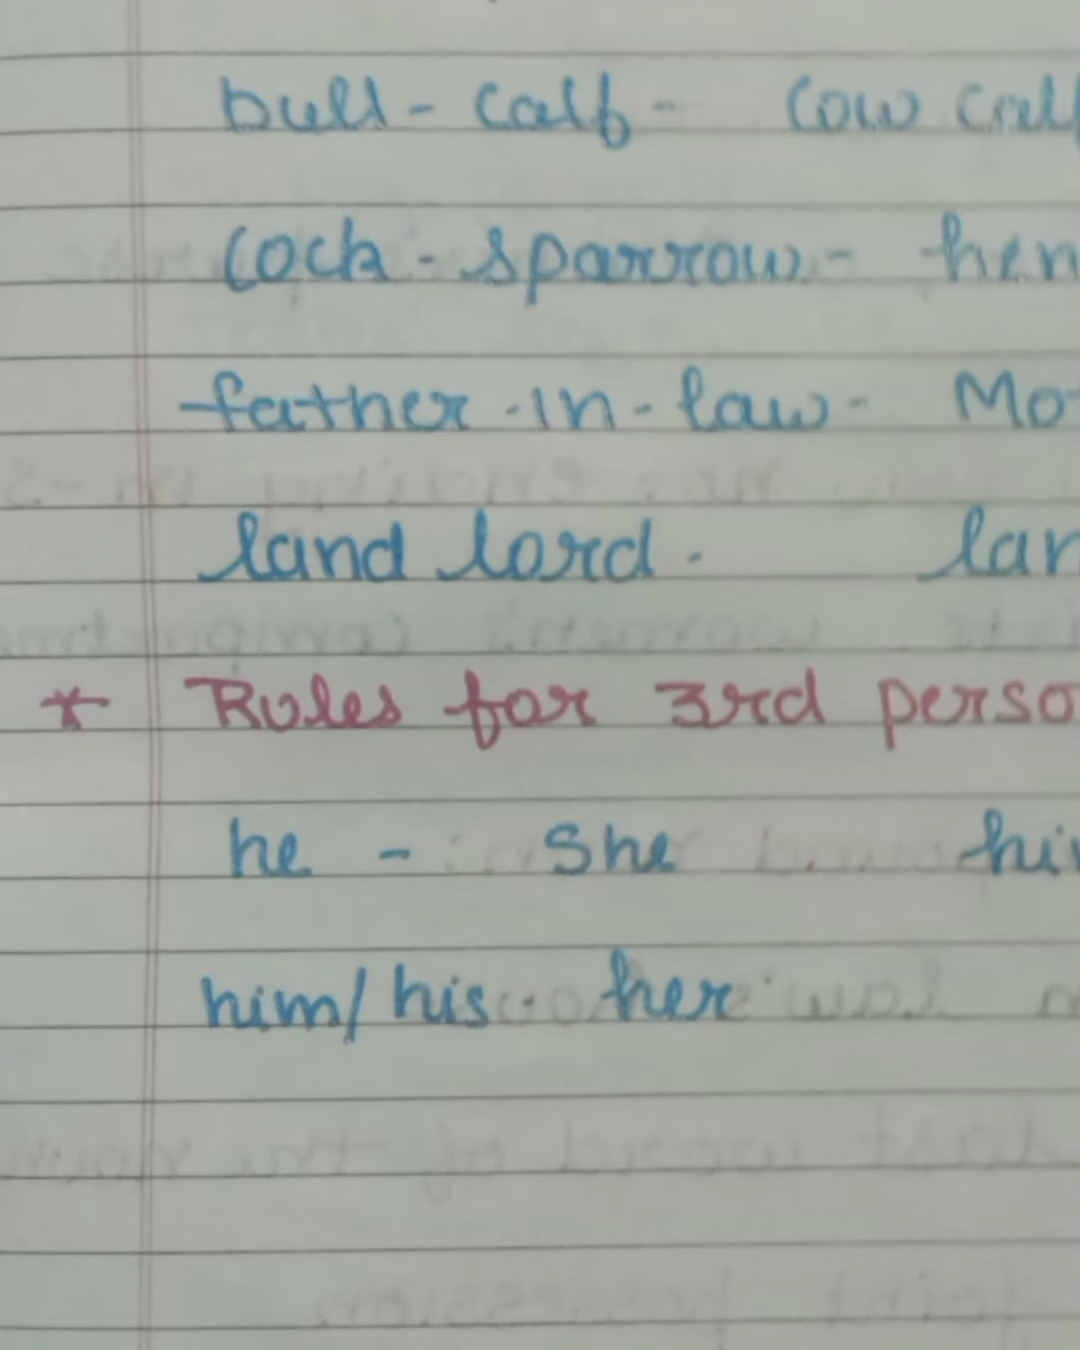 bull - calf - cow calf
cock - sparrow - hen
father - in - law - Mo
land lord - lan
* Rules for 3rd perso
he - She hi
him/his - her